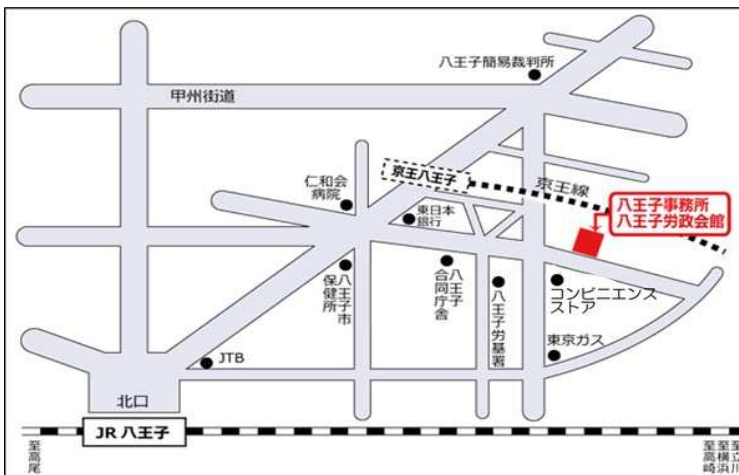 八王子簡易裁判所
甲州街道
京王八王子
京王線
仁和会
病院
東日本
銀行
八王子事務所
八王子労政会館
八王子市
保健所
八王子
合同庁舎
八王子労基署
コンビニエンス
ストア
東京ガス
JTB
北口
JR 八王子
至高尾
至立川
至横浜
至高崎